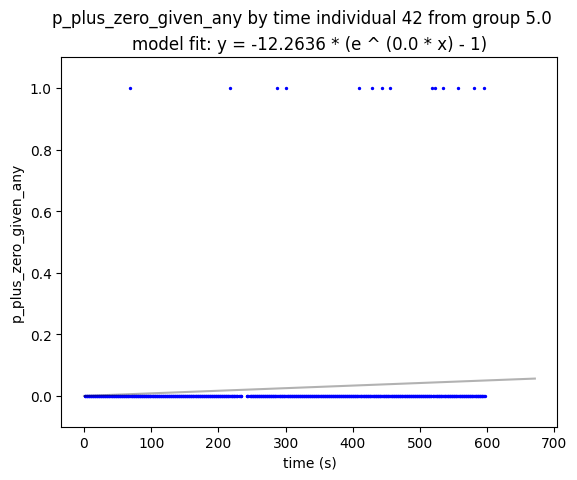 p_plus_zero_given_any by time individual 42 from group 5.0
model fit: y = -12.2636 * (e ^ (0.0 * x) - 1)
p_plus_zero_given_any
1.0
0.8
0.6
0.4
0.2
0.0
0 100 200 300 400 500 600 700
time (s)